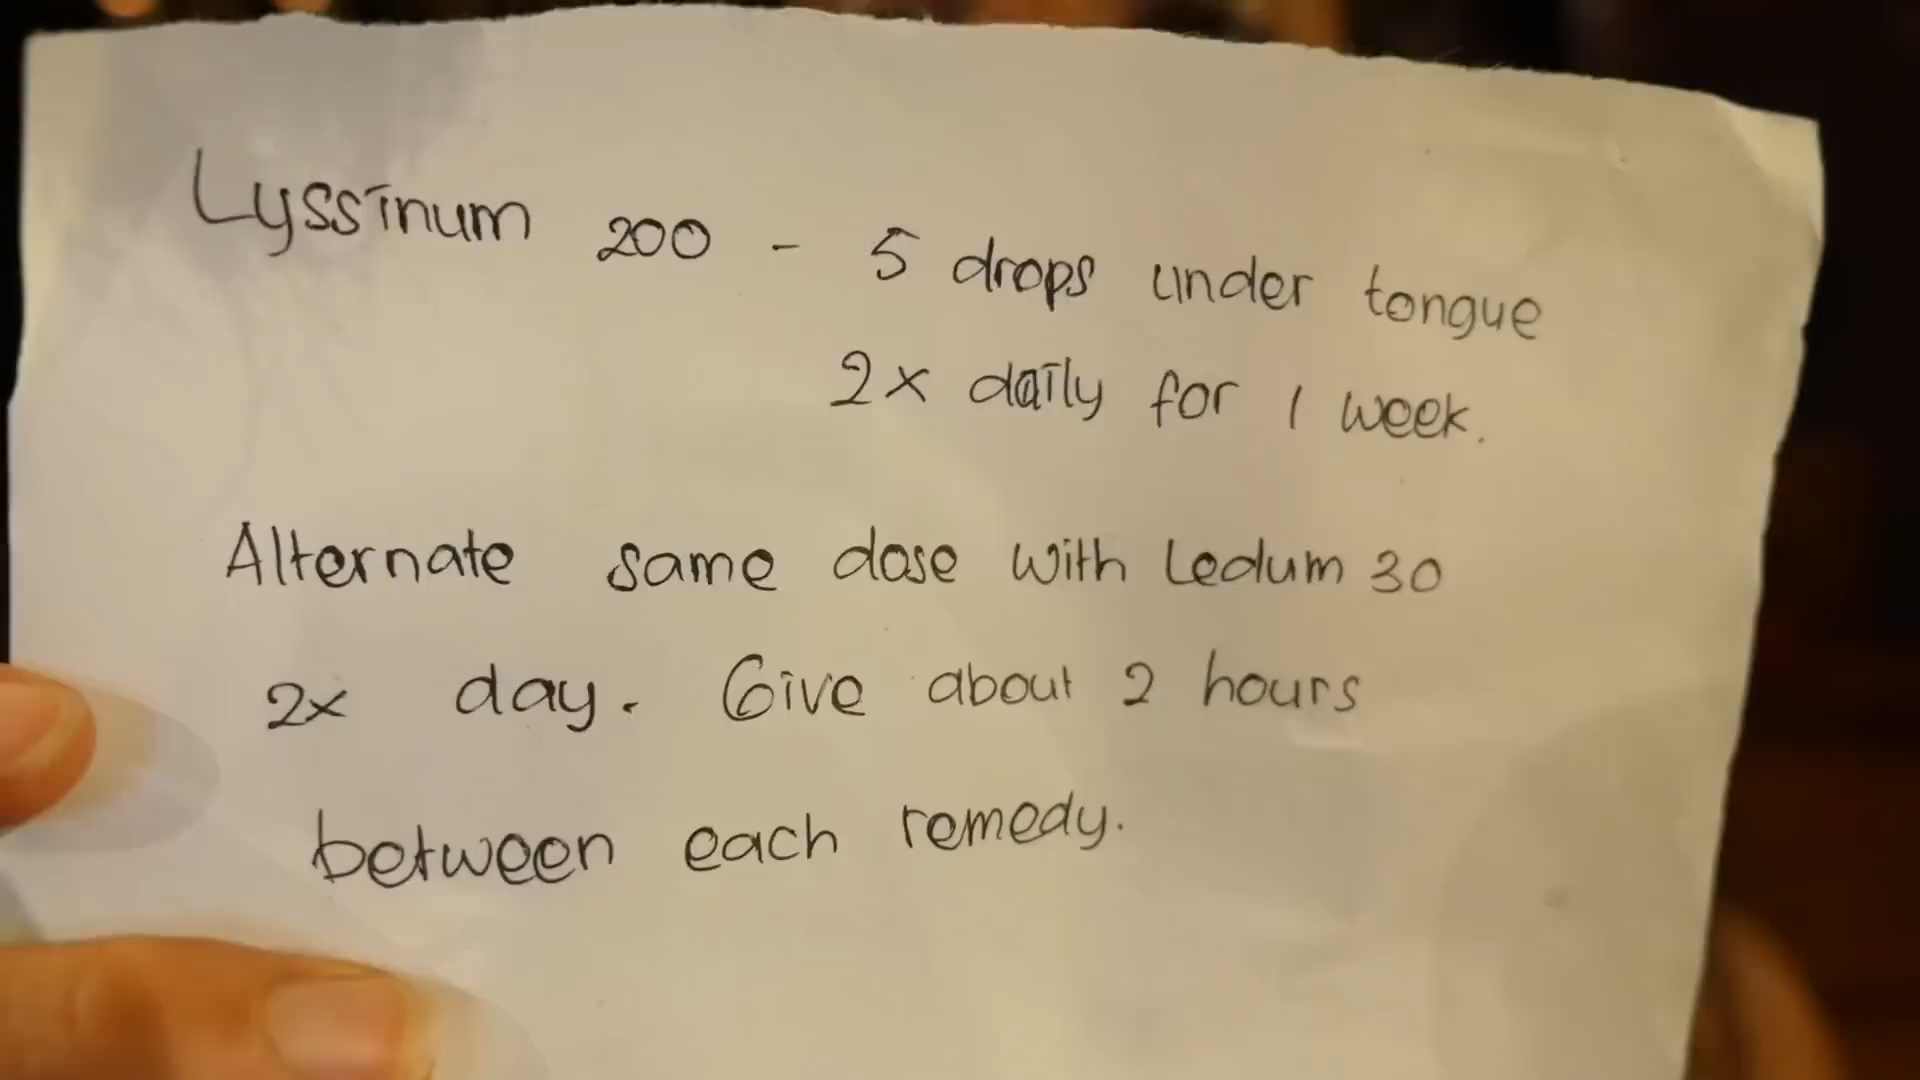 Lyssinum 200 - 5 drops under tongue
2x daily for 1 week.
Alternate same dose with Ledum 30
2x day. Give about 2 hours
between each remedy.